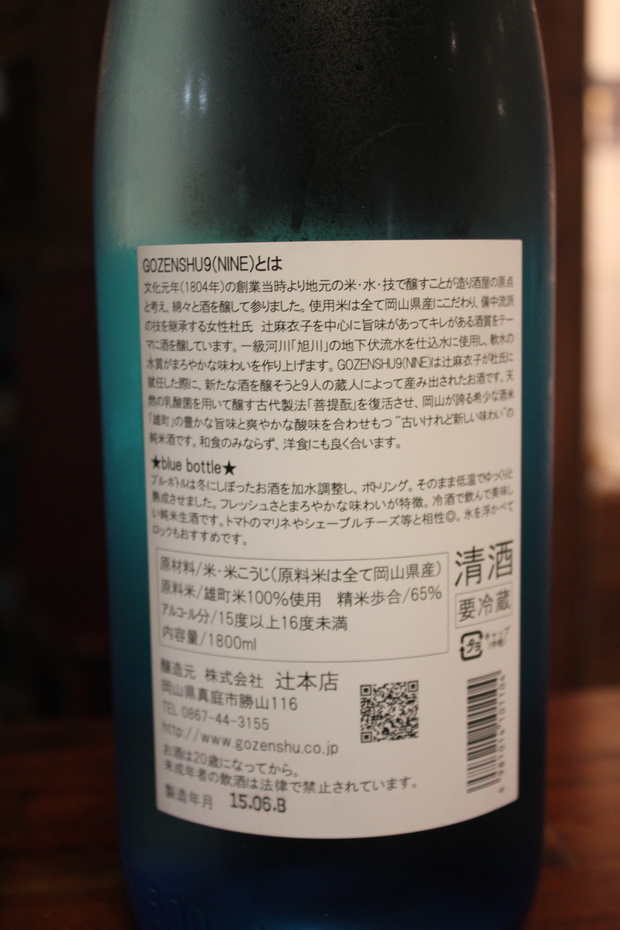 GOZENSHU9(NINE)とは
文化元年(1804年)の創業当時より地元の米・水・技で醸すことが造り酒屋の原点
と考え、綿々と酒を醸して参りました。使用米は全て岡山県産にこだわり、備中流派
の技を継承する女性杜氏 辻麻衣子を中心に旨味があってキレがある酒質をテー
マに酒を醸しています。一級河川「旭川」の地下伏流水を仕込水に使用し、軟水の
水質がまろやかな味わいを作り上げます。GOZENSHU9(NINE)は辻麻衣子が杜氏に
就任した際に、新たな酒を醸そうと9人の蔵人によって産み出されたお酒です。天
然の乳酸菌を用いて醸す古代製法「菩提酛」を復活させ、岡山が誇る希少な酒米
「雄町」の豊かな旨味と爽やかな酸味を合わせもつ“古いけれど新しい味わい”の
純米酒です。和食のみならず、洋食にも良く合います。
★blue bottle★
ブルーボトルは冬にしぼったお酒を加水調整し、ボトリング。そのまま低温でゆっくりと
熟成させました。フレッシュさとまろやかな味わいが特徴。冷酒で飲んで美味し
い純米生酒です。トマトのマリネやシェーブルチーズ等と相性◎。氷を浮かべて
ロックもおすすめです。
原材料/米・米こうじ(原料米は全て岡山県産)
原料米/雄町米100%使用 精米歩合/65%
アルコール分/15度以上16度未満
内容量/1800ml
清酒
要冷蔵
キャップ
(中栓)
醸造元 株式会社 辻本店
岡山県真庭市勝山116
TEL 0867-44-3155
http://www.gozenshu.co.jp
お酒は20歳になってから。
未成年者の飲酒は法律で禁止されています。
製造年月 15.06.B
4981014101104